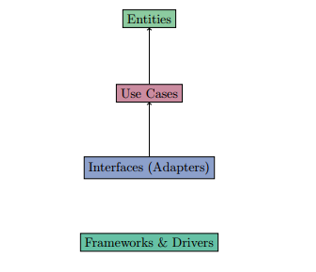 Entities
Use Cases
Interfaces (Adapters)
Frameworks & Drivers